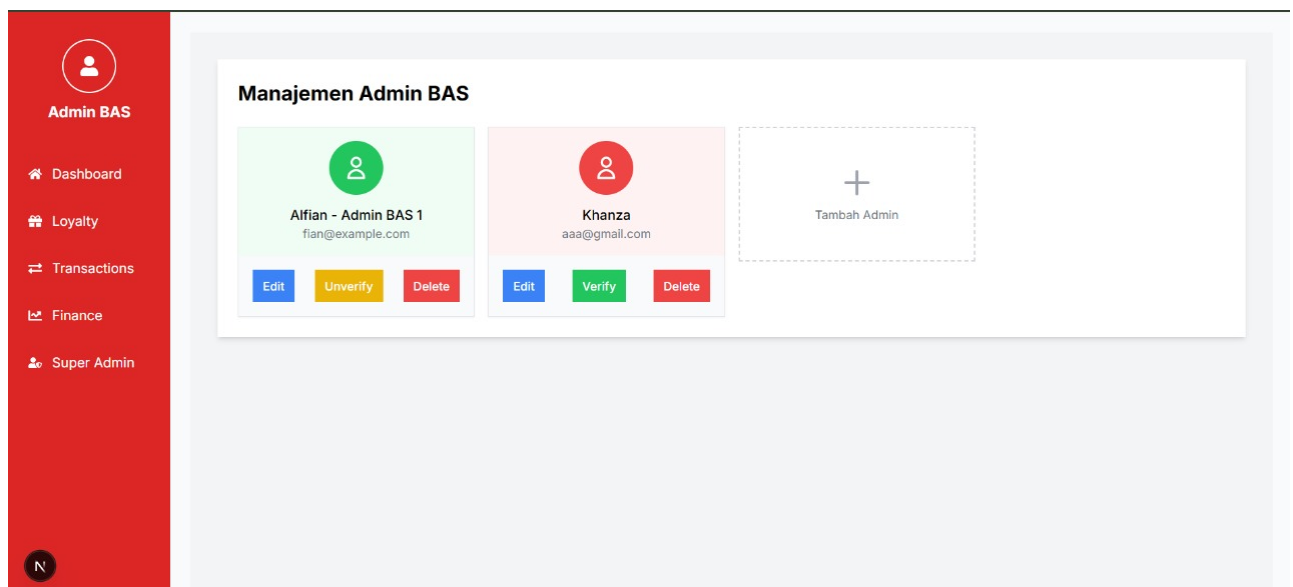 Admin BAS
Dashboard
Loyalty
Transactions
Finance
Super Admin
N
Manajemen Admin BAS
Alfian - Admin BAS 1
fian@example.com
Edit Unverify Delete
Khanza
aaa@gmail.com
Edit Verify Delete
Tambah Admin